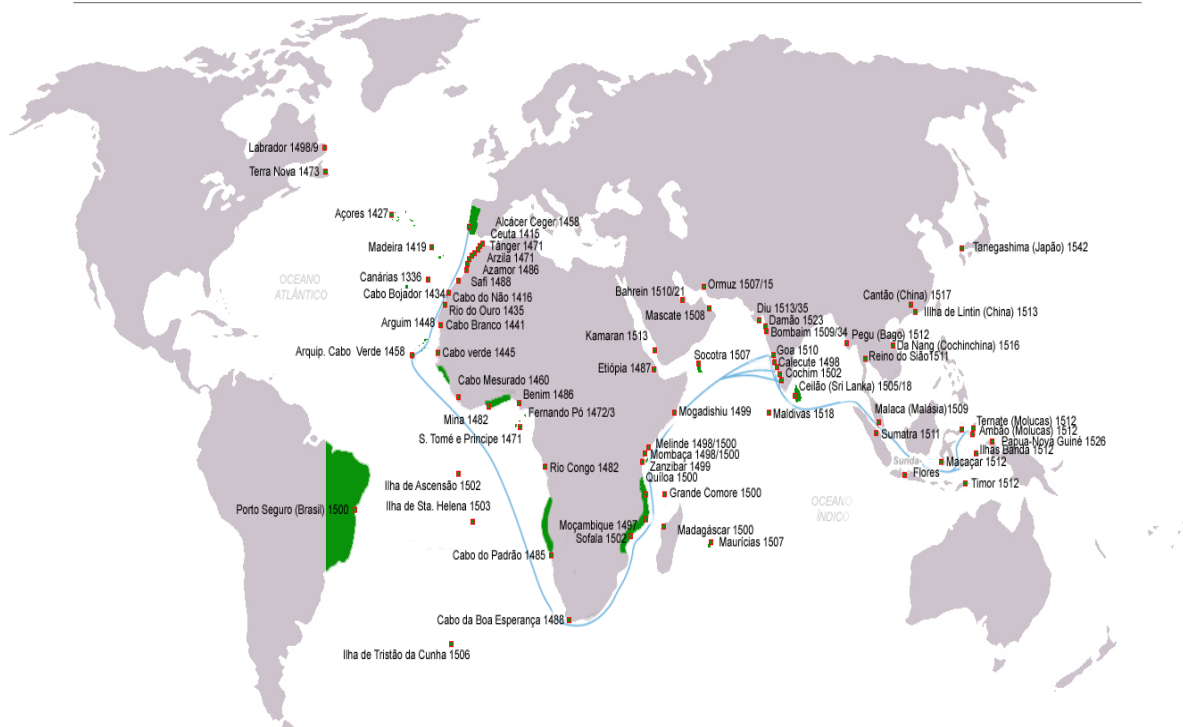 Labrador 1498/9
Terra Nova 1473
Açores 1427
Madeira 1419
Canárias 1336
Cabo Bojador 1434
Arguim 1448
Arquip. Cabo Verde 1458
OCEANO
ATLÂNTICO
Alcácer Ceger 1458
Ceuta 1415
Tânger 1471
Arzila 1471
Azamor 1486
Safi 1488
Cabo do Não 1416
Rio do Ouro 1435
Cabo Branco 1441
Cabo verde 1445
Cabo Mesurado 1460
Mina 1482
Benim 1486
Fernando Pó 1472/3
S. Tomé e Principe 1471
Rio Congo 1482
Ilha de Ascensão 1502
Ilha de Sta. Helena 1503
Porto Seguro (Brasil) 1500
Cabo do Padrão 1485
Cabo da Boa Esperança 1488
Ilha de Tristão da Cunha 1506
Bahrein 1510/21
Ormuz 1507/15
Mascate 1508
Kamaran 1513
Etiópia 1487
Socotra 1507
Mogadishiu 1499
Melinde 1498/1500
Mombaça 1498/1500
Zanzibar 1499
Quíloa 1500
Grande Comore 1500
Moçambique 1497
Sofala 1502
Madagáscar 1500
Maurícias 1507
OCEANO
ÍNDICO
Diu 1513/35
Damão 1523
Bombaim 1509/34
Goa 1510
Calecute 1498
Cochim 1502
Ceilão (Sri Lanka) 1505/18
Maldivas 1518
Tanegashima (Japão) 1542
Cantão (China) 1517
Illha de Lintin (China) 1513
Pegu (Bago) 1512
Da Nang (Cochinchina) 1516
Reino do Sião1511
Malaca (Malásia)1509
Sumatra 1511
Ternate (Molucas) 1512
Ambão (Molucas) 1512
Papua-Nova Guiné 1526
Ilhas Banda 1512
Macaçar 1512
Sunda
Flores
Timor 1512